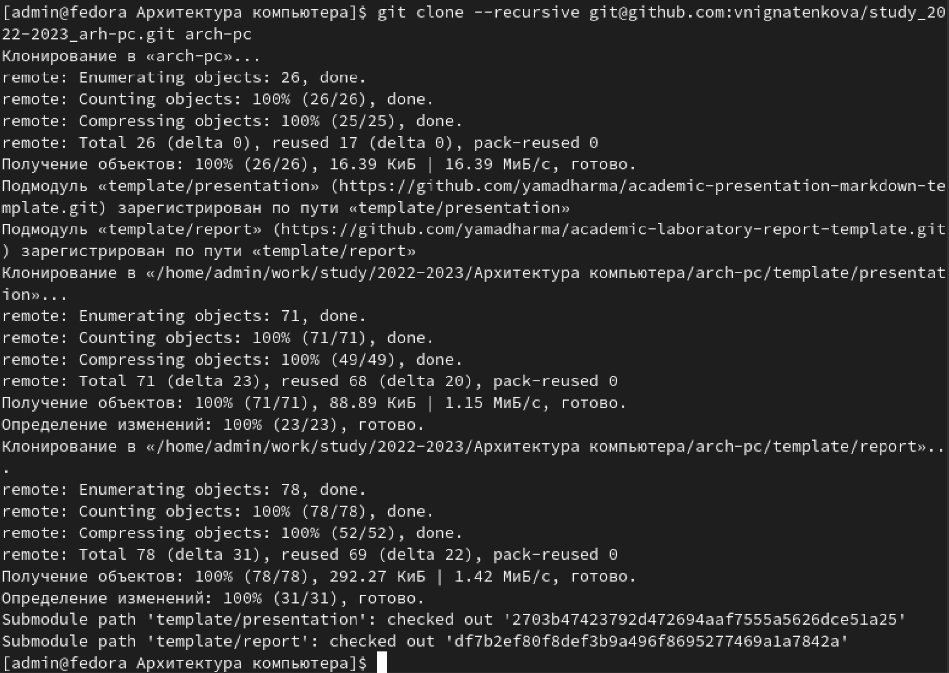 [admin@fedora Архитектура компьютера]$ git clone --recursive git@github.com:vnignatenkova/study_20
22-2023_arh-pc.git arch-pc
Клонирование в «arch-pc»...
remote: Enumerating objects: 26, done.
remote: Counting objects: 100% (26/26), done.
remote: Compressing objects: 100% (25/25), done.
remote: Total 26 (delta 0), reused 17 (delta 0), pack-reused 0
Получение объектов: 100% (26/26), 16.39 КиБ | 16.39 МиБ/с, готово.
Подмодуль «template/presentation» (https://github.com/yamadharma/academic-presentation-markdown-te
mplate.git) зарегистрирован по пути «template/presentation»
Подмодуль «template/report» (https://github.com/yamadharma/academic-laboratory-report-template.git
) зарегистрирован по пути «template/report»
Клонирование в «/home/admin/work/study/2022-2023/Архитектура компьютера/arch-pc/template/presentat
ion»...
remote: Enumerating objects: 71, done.
remote: Counting objects: 100% (71/71), done.
remote: Compressing objects: 100% (49/49), done.
remote: Total 71 (delta 23), reused 68 (delta 20), pack-reused 0
Получение объектов: 100% (71/71), 88.89 КиБ | 1.15 МиБ/с, готово.
Определение изменений: 100% (23/23), готово.
Клонирование в «/home/admin/work/study/2022-2023/Архитектура компьютера/arch-pc/template/report»..
.
remote: Enumerating objects: 78, done.
remote: Counting objects: 100% (78/78), done.
remote: Compressing objects: 100% (52/52), done.
remote: Total 78 (delta 31), reused 69 (delta 22), pack-reused 0
Получение объектов: 100% (78/78), 292.27 КиБ | 1.42 МиБ/с, готово.
Определение изменений: 100% (31/31), готово.
Submodule path 'template/presentation': checked out '2703b47423792d472694aaf7555a5626dce51a25'
Submodule path 'template/report': checked out 'df7b2ef80f8def3b9a496f8695277469a1a7842a'
[admin@fedora Архитектура компьютера]$